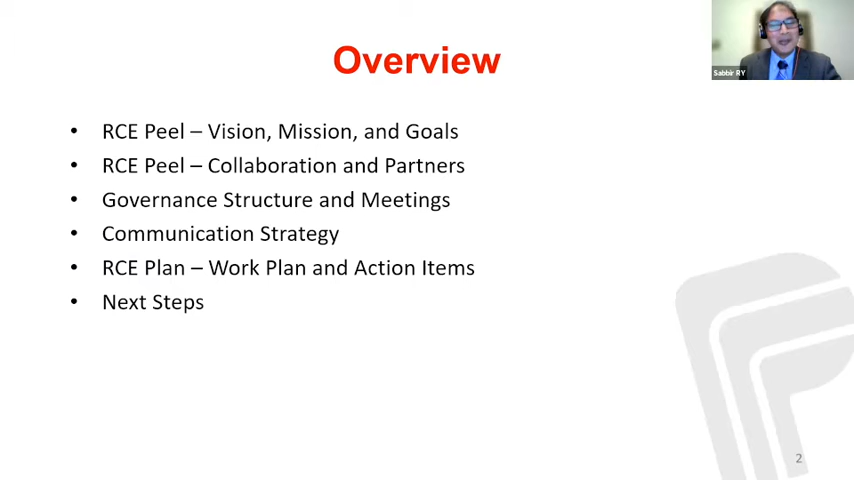 Overview
Sabbir RY
• RCE Peel – Vision, Mission, and Goals
• RCE Peel – Collaboration and Partners
• Governance Structure and Meetings
• Communication Strategy
• RCE Plan – Work Plan and Action Items
• Next Steps
2